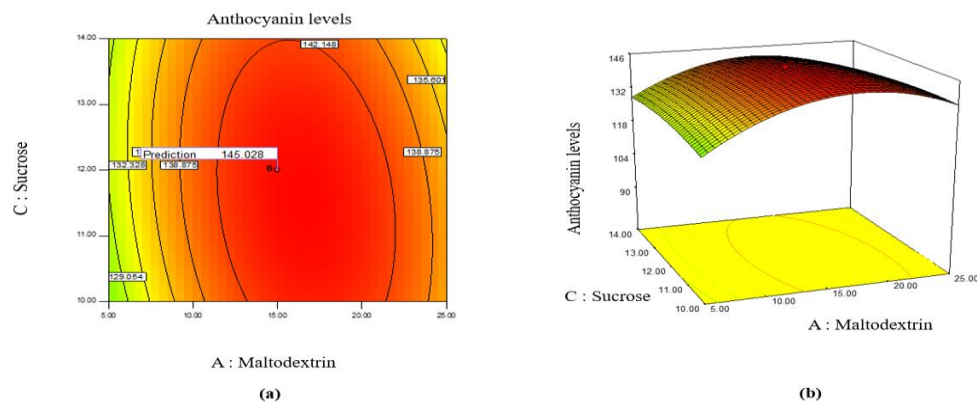 Anthocyanin levels
14.00
13.00
12.00
11.00
10.00
C : Sucrose
142.148
135.601
138.875
Prediction 145.028
132.328
138.875
6
129.054
5.00 10.00 15.00 20.00 25.00
A : Maltodextrin
(a)
Anthocyanin levels
146
132
118
104
90
14.00
13.00
12.00
11.00
10.00
C : Sucrose
5.00
10.00
15.00
20.00
25.00
A : Maltodextrin
(b)